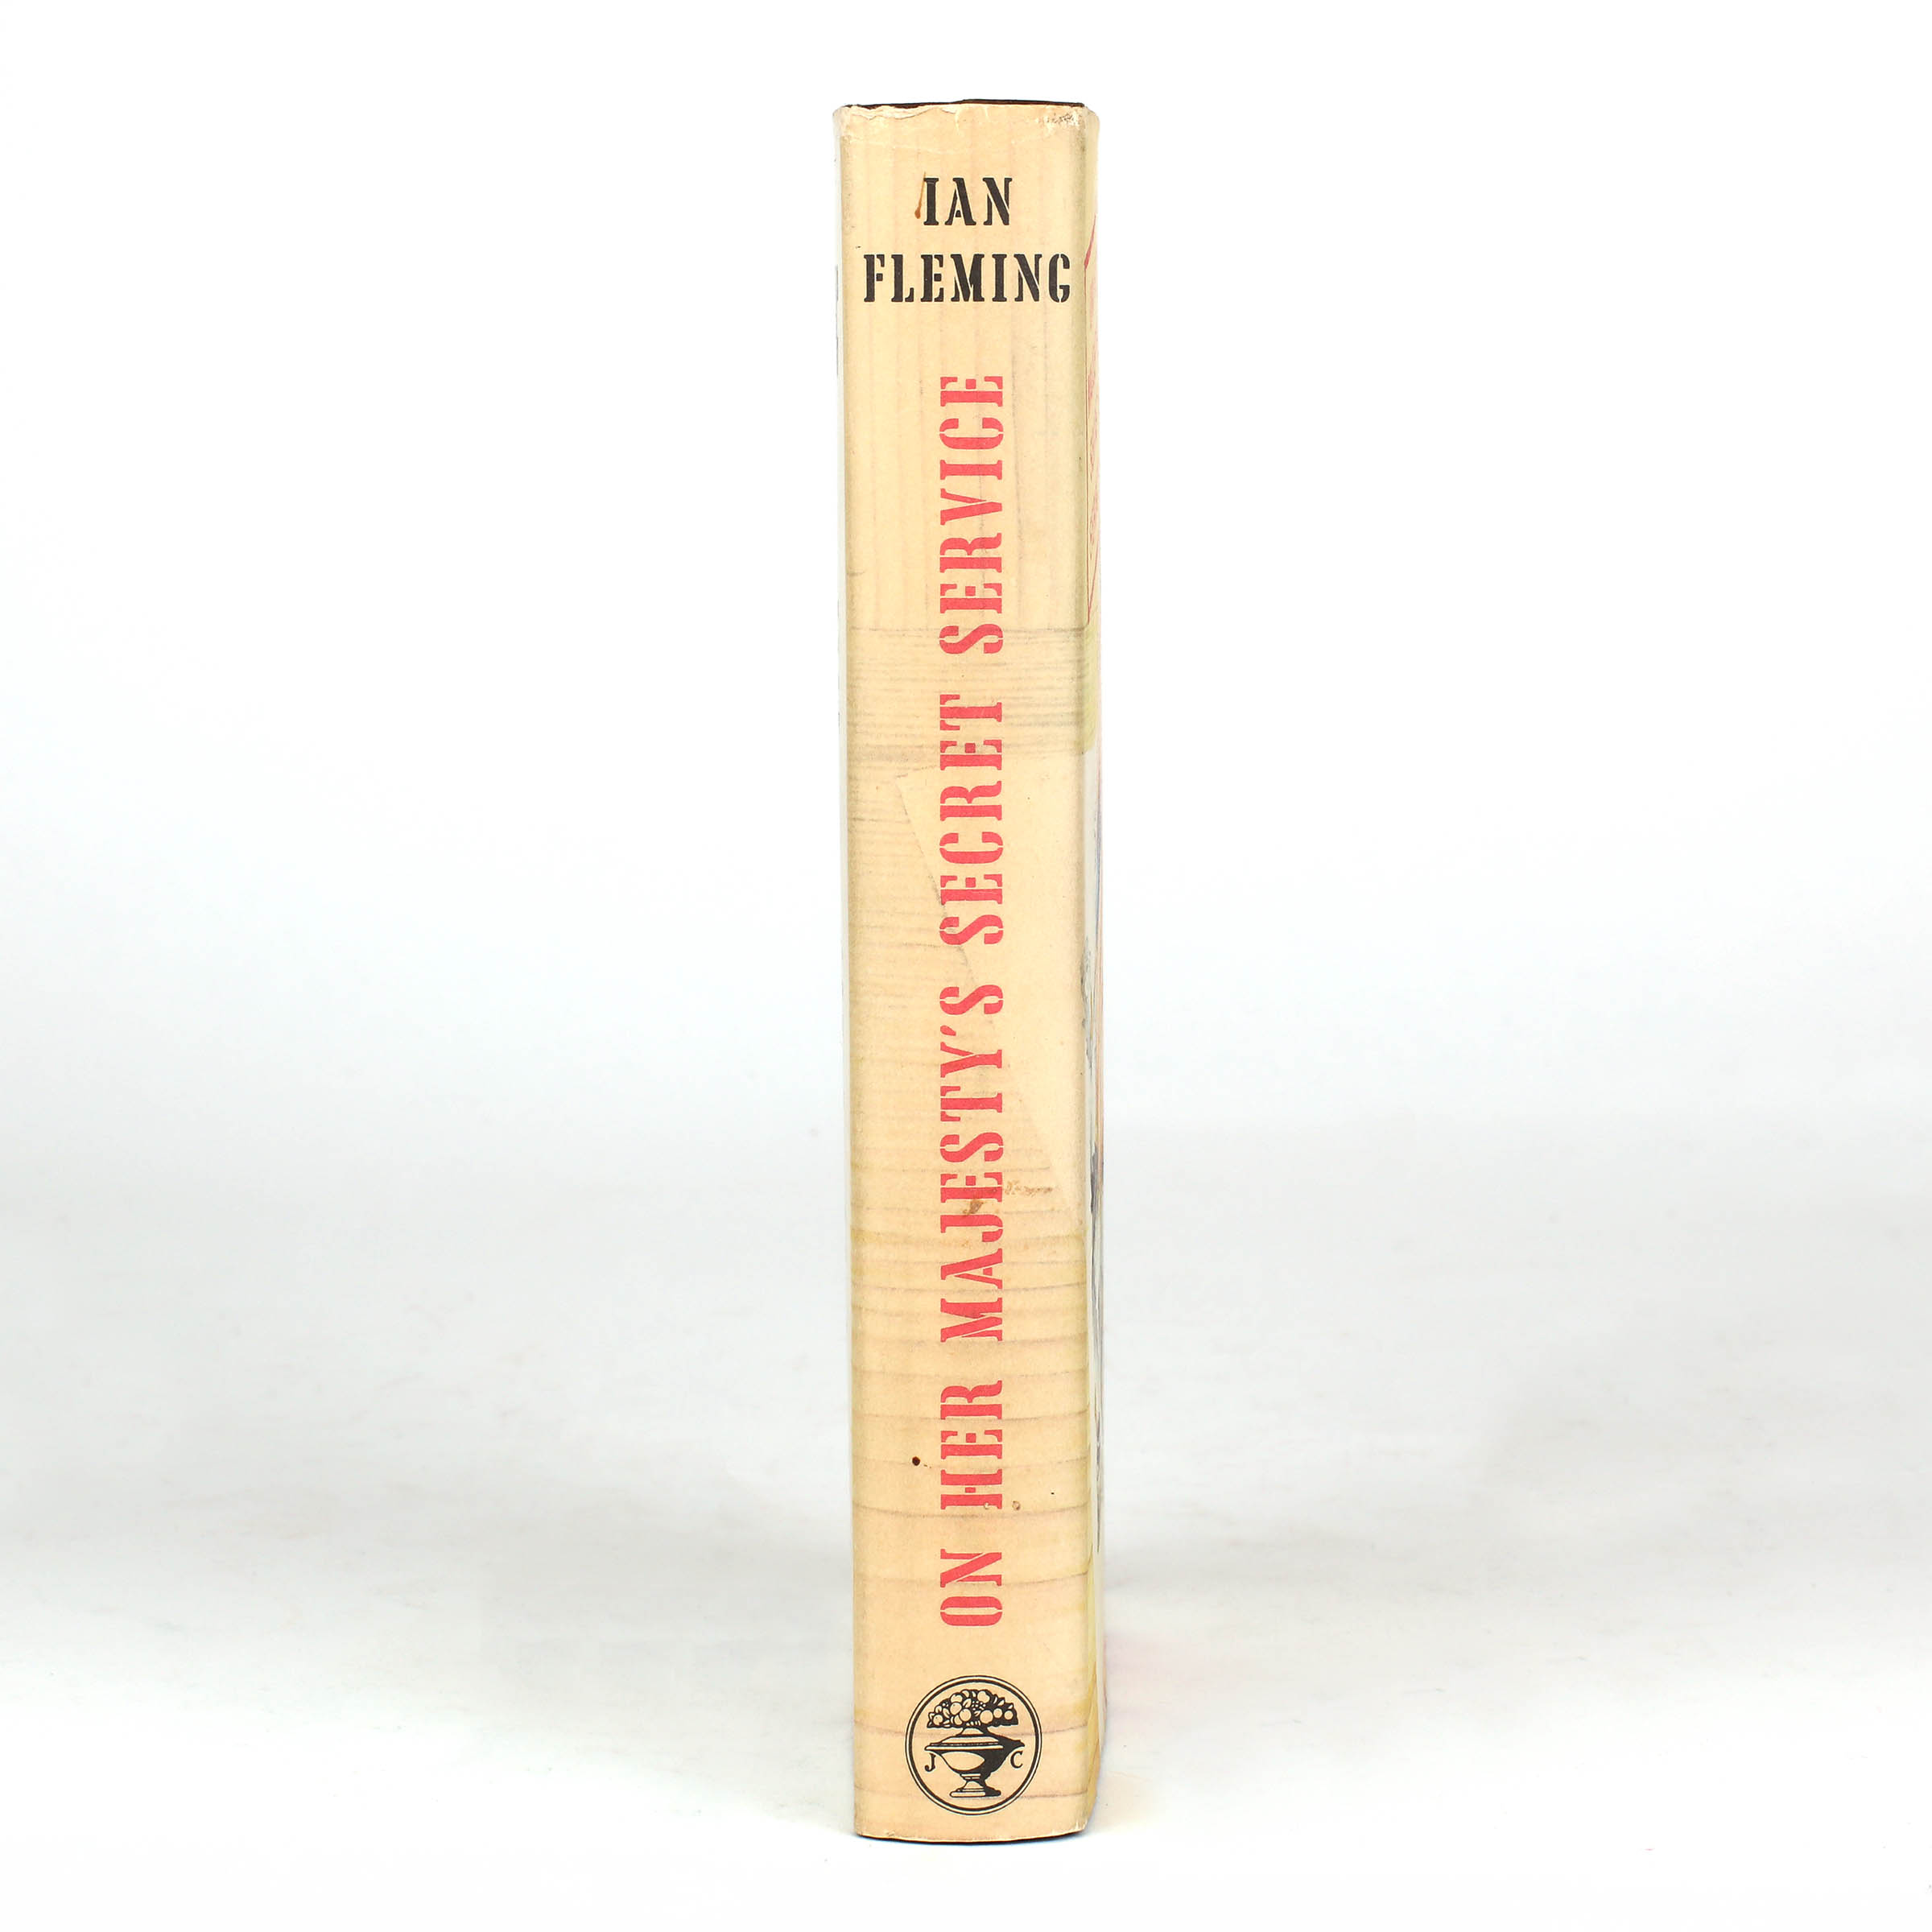 IAN
FLEMING
ON HER MAJESTY'S SECRET SERVICE
J C